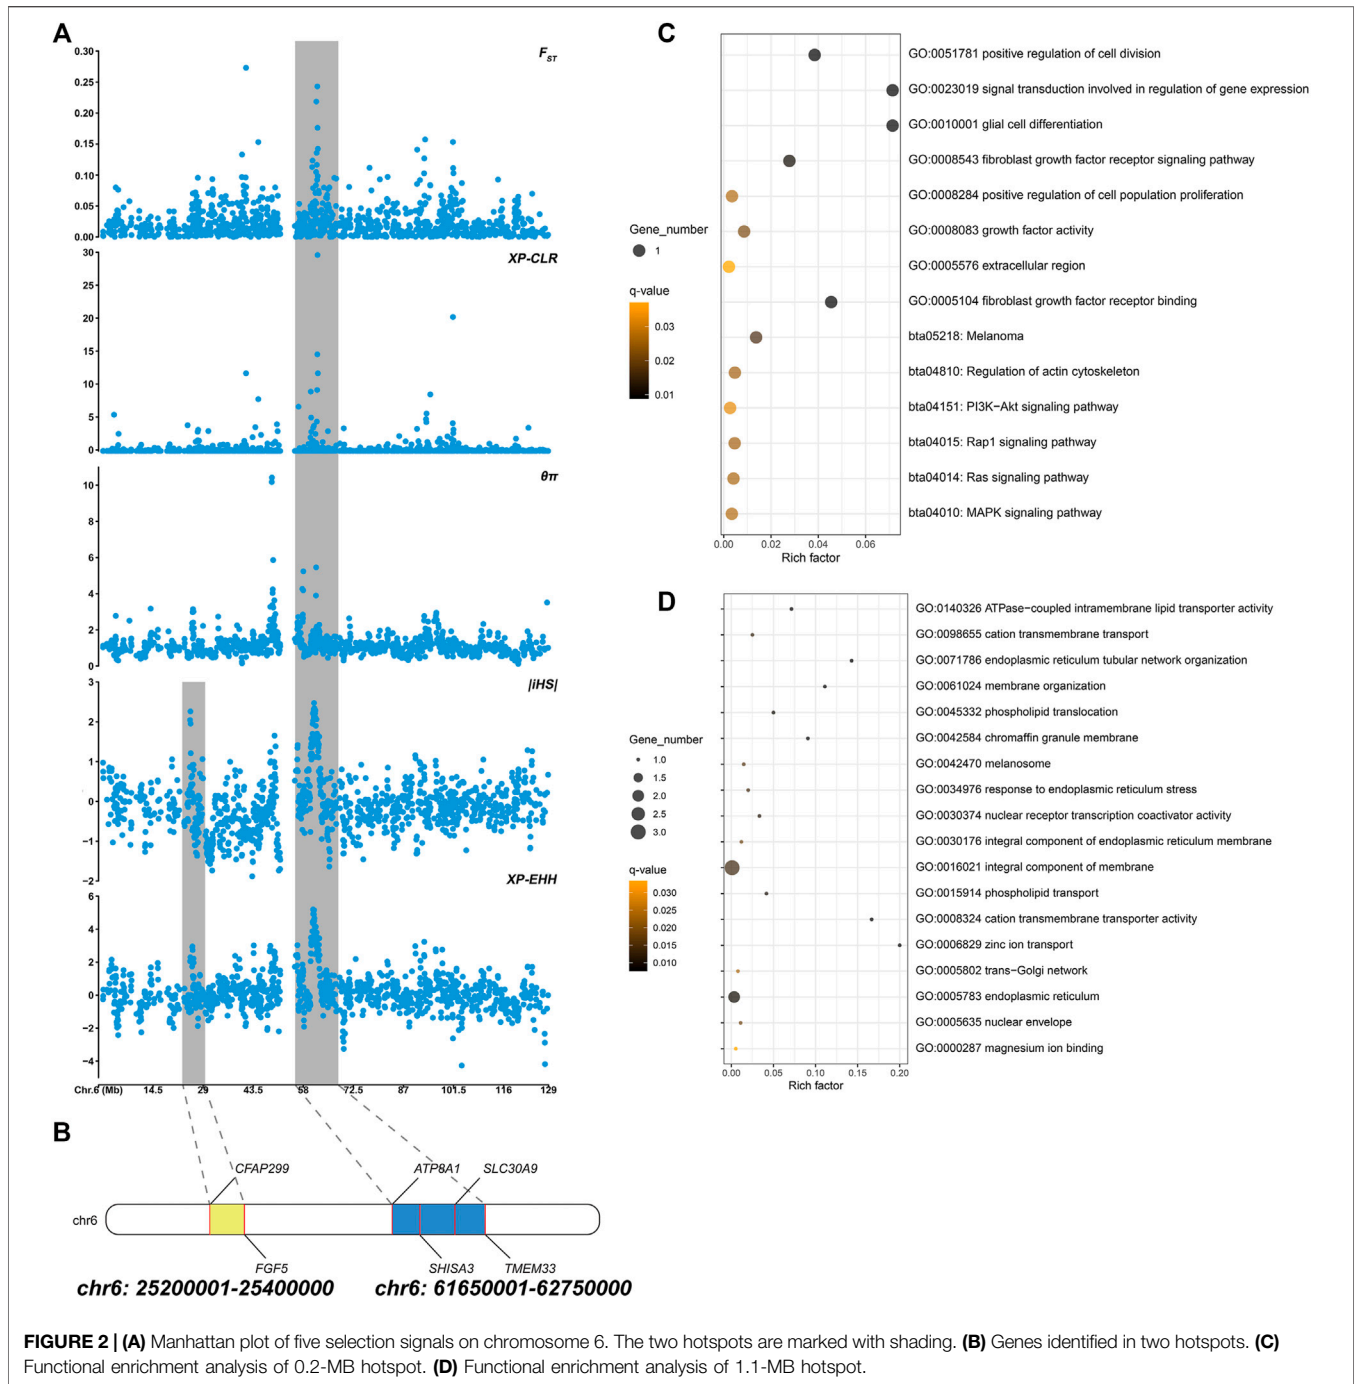 A
F_ST
0.30
0.25
0.20
0.15
0.10
0.05
0.00
XP-CLR
30
20
15
10
5
0
θπ
10
8
6
4
2
0
|iHS|
3
2
1
0
−1
−2
XP-EHH
6
4
2
0
−2
−4
Chr.6 (Mb) 14.5 29 43.5 58 72.5 87 101.5 116 129
B
CFAP299 ATP8A1 SLC30A9
chr6
FGF5 SHISA3 TMEM33
chr6: 25200001-25400000 chr6: 61650001-62750000
C
GO:0051781 positive regulation of cell division
GO:0023019 signal transduction involved in regulation of gene expression
GO:0010001 glial cell differentiation
GO:0008543 fibroblast growth factor receptor signaling pathway
GO:0008284 positive regulation of cell population proliferation
GO:0008083 growth factor activity
GO:0005576 extracellular region
GO:0005104 fibroblast growth factor receptor binding
bta05218: Melanoma
bta04810: Regulation of actin cytoskeleton
bta04151: PI3K−Akt signaling pathway
bta04015: Rap1 signaling pathway
bta04014: Ras signaling pathway
bta04010: MAPK signaling pathway
Gene_number
1
q-value
0.03
0.02
0.01
0.00 0.02 0.04 0.06
Rich factor
D
GO:0140326 ATPase−coupled intramembrane lipid transporter activity
GO:0098655 cation transmembrane transport
GO:0071786 endoplasmic reticulum tubular network organization
GO:0061024 membrane organization
GO:0045332 phospholipid translocation
GO:0042584 chromaffin granule membrane
GO:0042470 melanosome
GO:0034976 response to endoplasmic reticulum stress
GO:0030374 nuclear receptor transcription coactivator activity
GO:0030176 integral component of endoplasmic reticulum membrane
GO:0016021 integral component of membrane
GO:0015914 phospholipid transport
GO:0008324 cation transmembrane transporter activity
GO:0006829 zinc ion transport
GO:0005802 trans−Golgi network
GO:0005783 endoplasmic reticulum
GO:0005635 nuclear envelope
GO:0000287 magnesium ion binding
Gene_number
1.0
1.5
2.0
2.5
3.0
q-value
0.030
0.025
0.020
0.015
0.010
0.00 0.05 0.10 0.15 0.20
Rich factor
FIGURE 2 | (A) Manhattan plot of five selection signals on chromosome 6. The two hotspots are marked with shading. (B) Genes identified in two hotspots. (C)
Functional enrichment analysis of 0.2-MB hotspot. (D) Functional enrichment analysis of 1.1-MB hotspot.